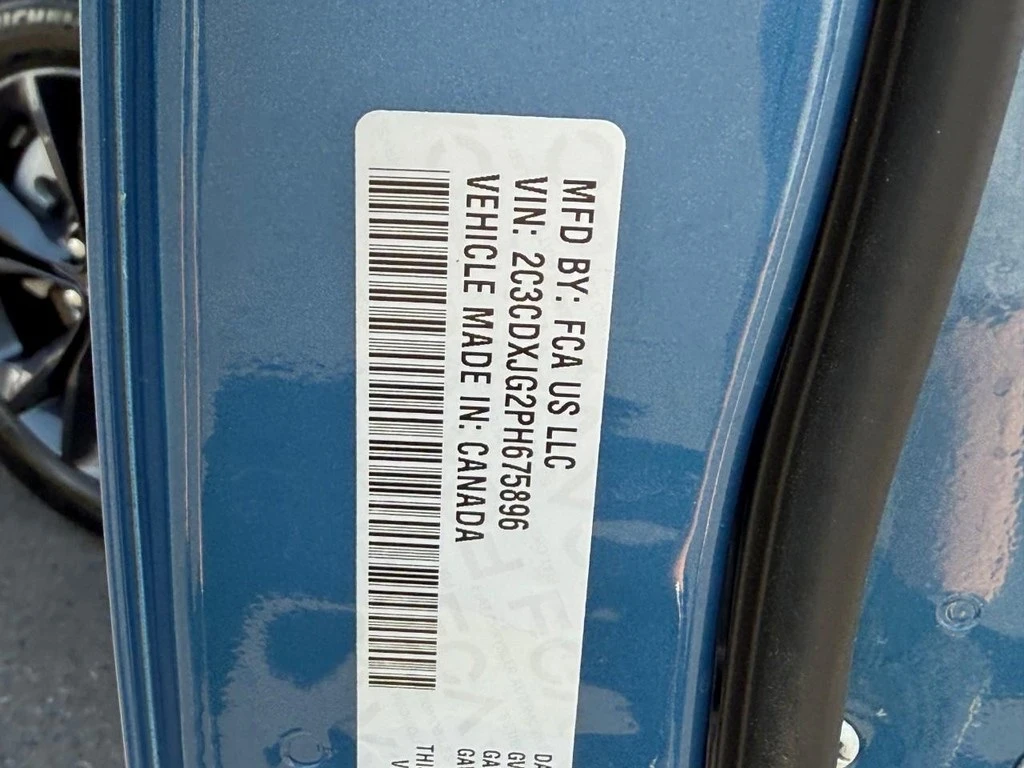 MFD BY: FCA US LLC
VIN: 2C3CDXJG2PH675896
VEHICLE MADE IN: CANADA